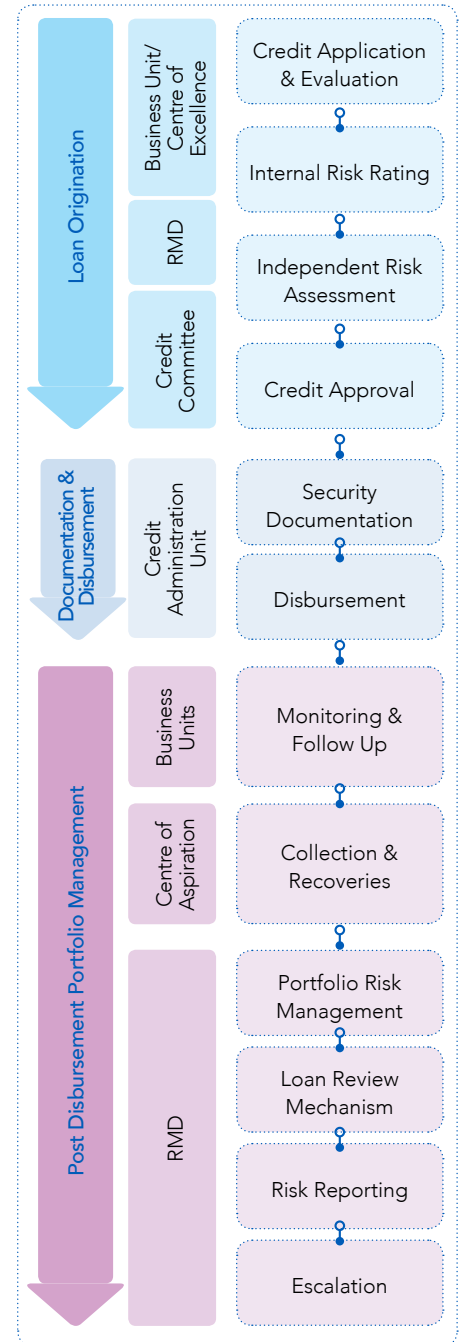 Loan Origination
Business Unit/
Centre of
Excellence
RMD
Credit
Committee
Credit Application
& Evaluation
Internal Risk Rating
Independent Risk
Assessment
Credit Approval
Documentation &
Disbursement
Credit
Administration
Unit
Security
Documentation
Disbursement
Post Disbursement Portfolio Management
Business
Units
Centre of
Aspiration
RMD
Monitoring &
Follow Up
Collection &
Recoveries
Portfolio Risk
Management
Loan Review
Mechanism
Risk Reporting
Escalation